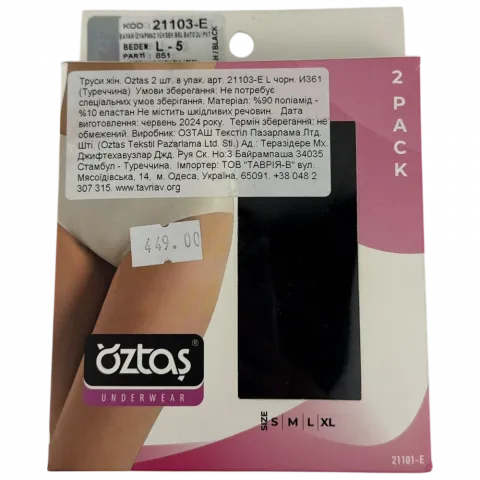 KOD: 21103-E
BEDEN: L - 5
PARTİ 851
/ BLACK
Труси жін. Oztas 2 шт. в упак. арт. 21103-E L чорн. ИЗ61
(Туреччина) Умови зберегання: Не потребує
спеціальних умов зберігання. Матеріал: %90 поліамід -
%10 еластан Не містить шкідливих речовин. Дата
виготовлення: червень 2024 року. Термін зберігання: не
обмежений. Виробник: ОЗТАШ Текстіл Пазарлама Лтд.
Шті. (Oztas Tekstil Pazarlama Ltd. Sti.) Ад.: Теразідере Мх.
Джифтехавузлар Джд. Руя Ск. Но:3 Байрампаша 34035
Стамбул - Туреччина. Імпортер: ТОВ "ТАВРІЯ-В" вул.
Мясоїдівська, 14, м. Одеса, Україна, 65091. +38 048 2
307 315. www.tavriav.org
2 PACK
449.00
öztaş
UNDERWEAR
SIZE S | M | L | XL
21101-E